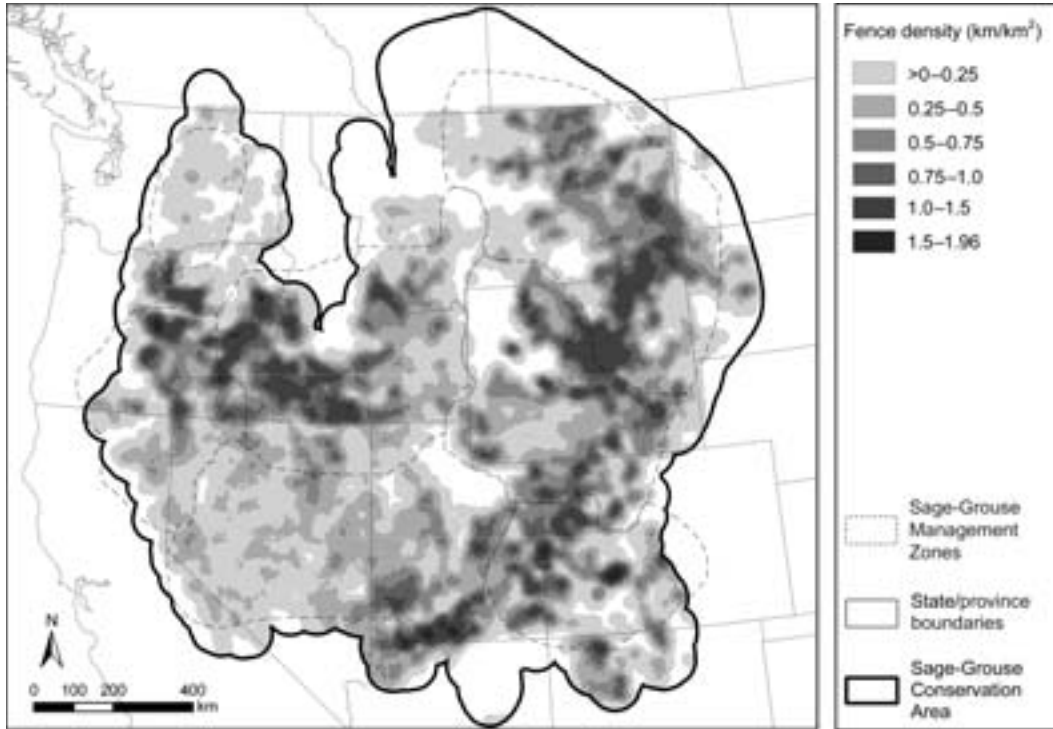 Fence density (km/km²)
>0–0.25
0.25–0.5
0.5–0.75
0.75–1.0
1.0–1.5
1.5–1.96
Sage-Grouse
Management
Zones
State/province
boundaries
Sage-Grouse
Conservation
Area
N
0 100 200 400
km